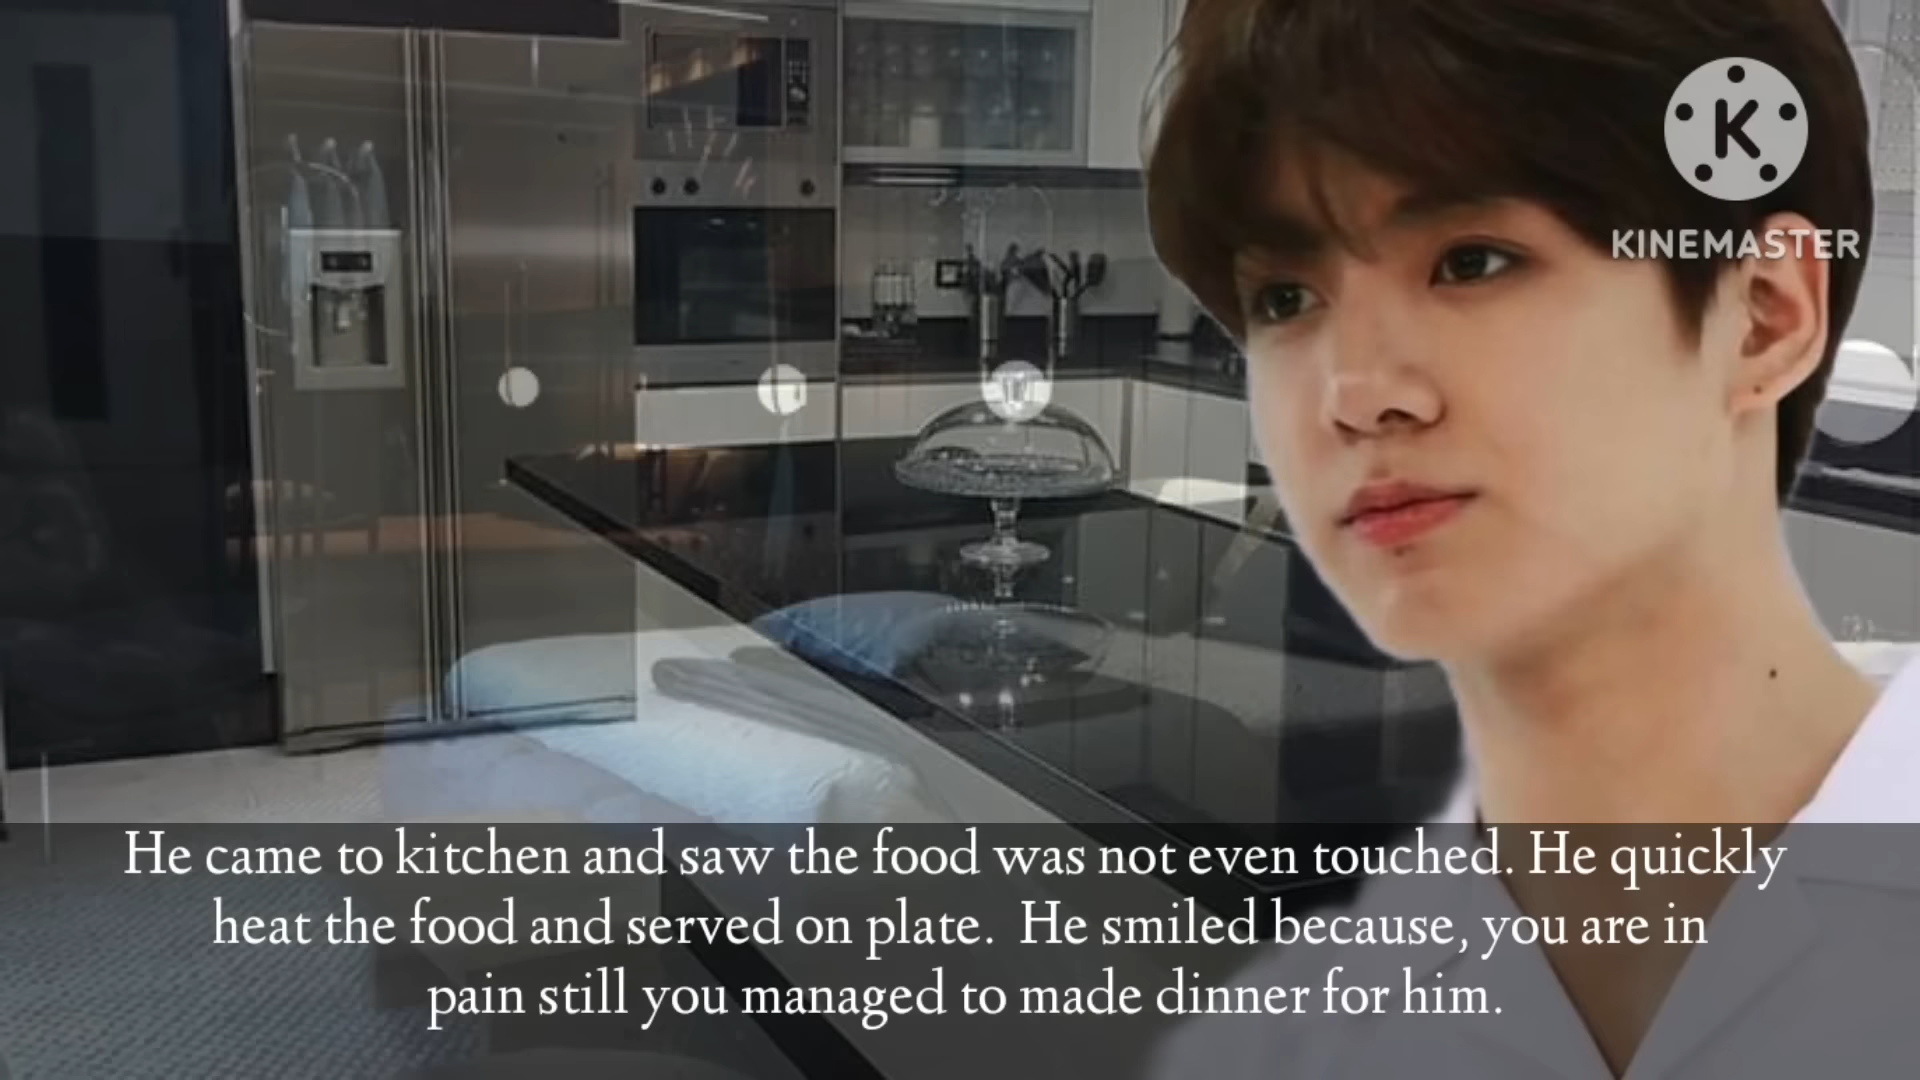 K
KINEMASTER
He came to kitchen and saw the food was not even touched. He quickly
heat the food and served on plate. He smiled because, you are in
pain still you managed to made dinner for him.